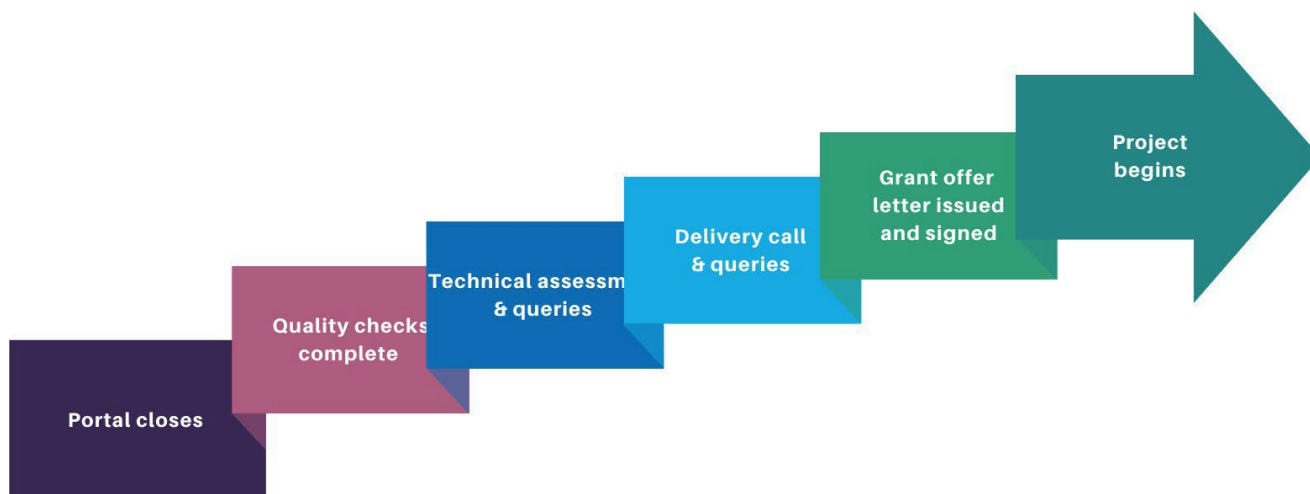 Portal closes
Quality checks
complete
Technical assessm
& queries
Delivery call
& queries
Grant offer
letter issued
and signed
Project
begins